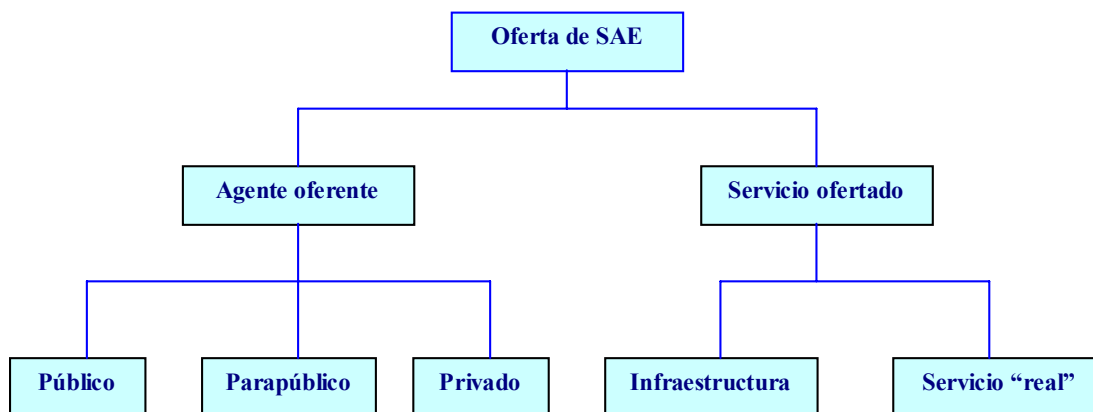 Oferta de SAE
Agente oferente
Servicio ofertado
Público
Parapúblico
Privado
Infraestructura
Servicio “real”